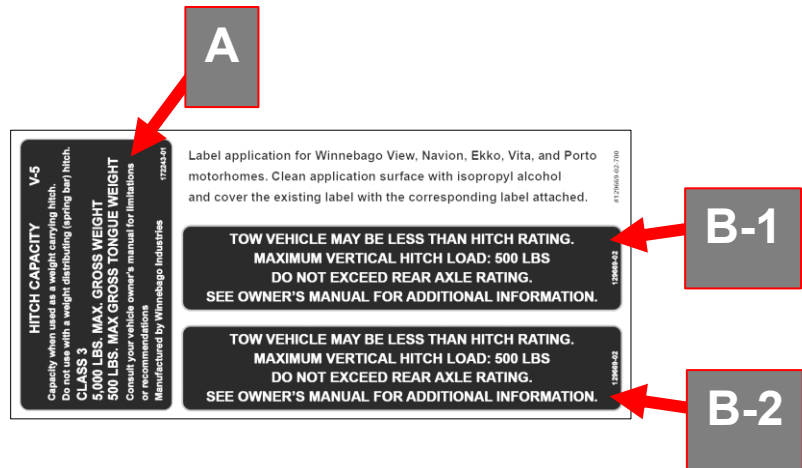 A
HITCH CAPACITY V-5
Capacity when used as a weight carrying hitch.
Do not use with a weight distributing (spring bar) hitch.
CLASS 3
5,000 LBS. MAX. GROSS WEIGHT
500 LBS. MAX GROSS TONGUE WEIGHT
Consult your vehicle owner's manual for limitations
or recommendations
Manufactured by Winnebago Industries
172243-01
Label application for Winnebago View, Navion, Ekko, Vita, and Porto
motorhomes. Clean application surface with isopropyl alcohol
and cover the existing label with the corresponding label attached.
#129669-02-700
TOW VEHICLE MAY BE LESS THAN HITCH RATING.
MAXIMUM VERTICAL HITCH LOAD: 500 LBS
DO NOT EXCEED REAR AXLE RATING.
SEE OWNER'S MANUAL FOR ADDITIONAL INFORMATION.
129669-02
B-1
TOW VEHICLE MAY BE LESS THAN HITCH RATING.
MAXIMUM VERTICAL HITCH LOAD: 500 LBS
DO NOT EXCEED REAR AXLE RATING.
SEE OWNER'S MANUAL FOR ADDITIONAL INFORMATION.
129669-02
B-2